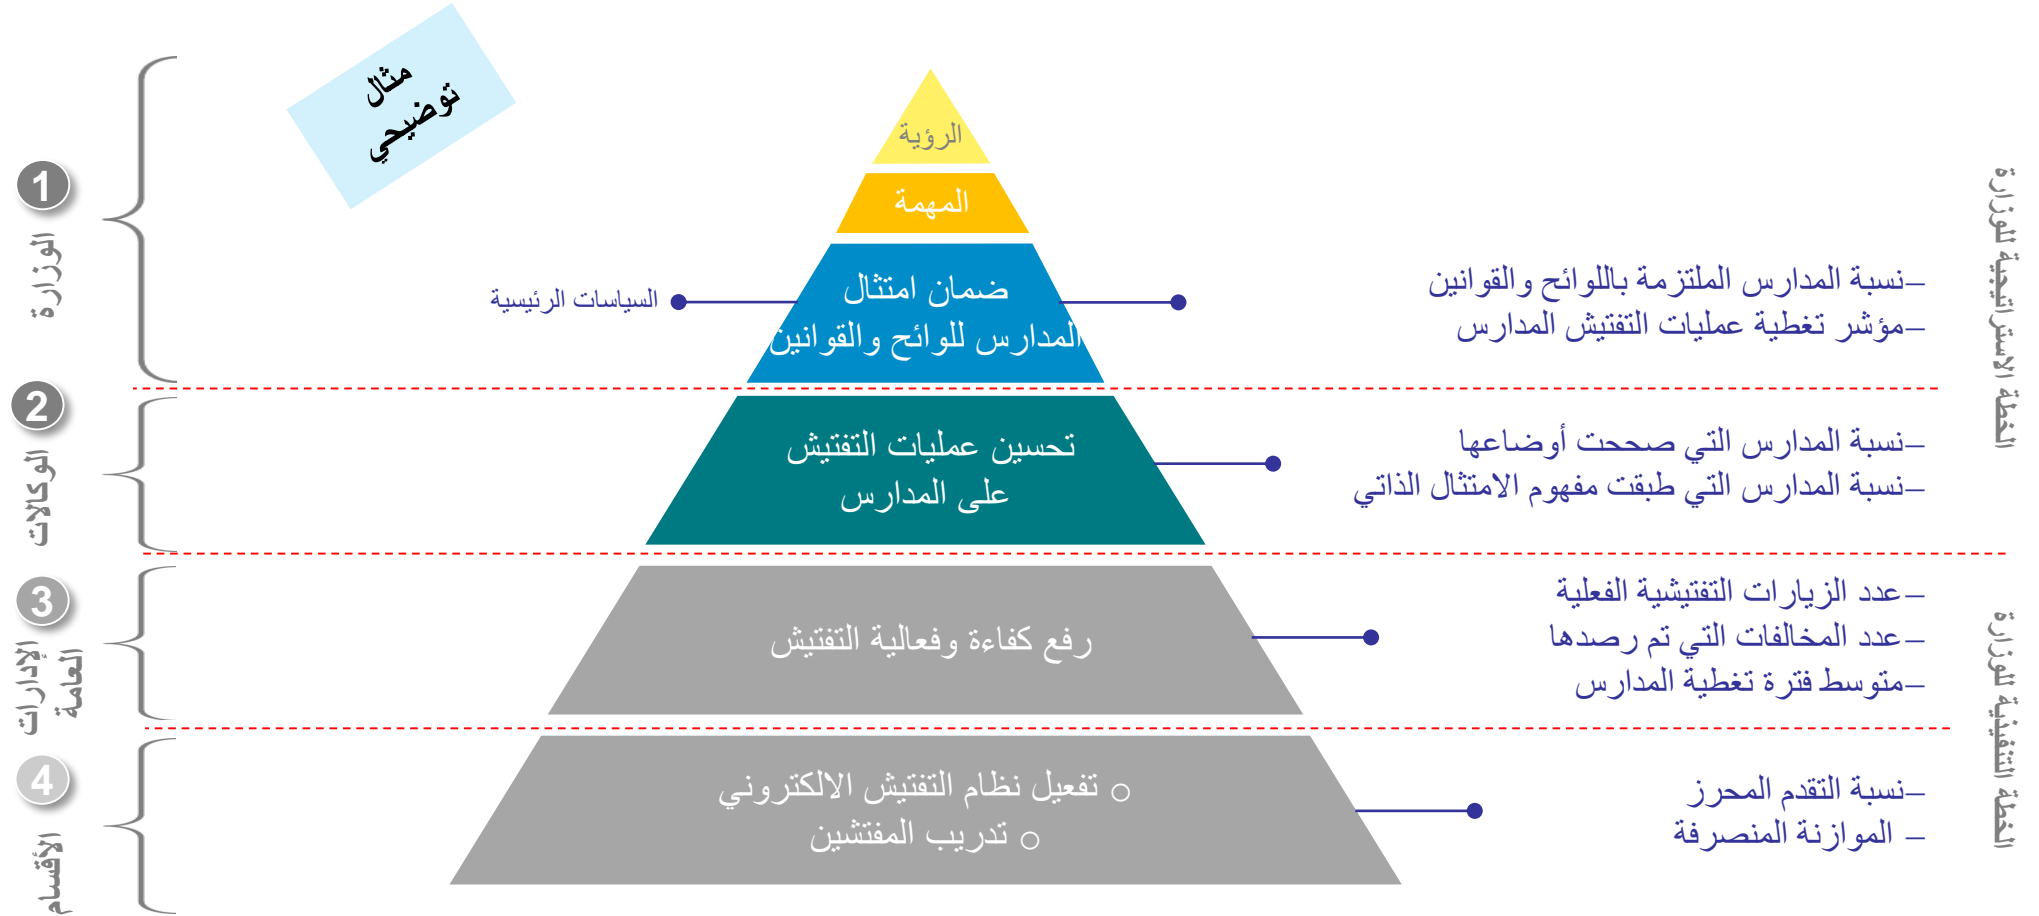 مثال
توضيحي
الرؤية
المهمة
ضمان امتثال
المدارس للوائح والقوانين
السياسات الرئيسية
–نسبة المدارس الملتزمة باللوائح والقوانين
–مؤشر تغطية عمليات التفتيش المدارس
1
الوزارة
الخطة الاستراتيجية للوزارة
تحسين عمليات التفتيش
على المدارس
–نسبة المدارس التي صححت أوضاعها
–نسبة المدارس التي طبقت مفهوم الامتثال الذاتي
2
الوكالات
رفع كفاءة وفعالية التفتيش
–عدد الزيارات التفتيشية الفعلية
–عدد المخالفات التي تم رصدها
–متوسط فترة تغطية المدارس
3
الإدارات
العامة
الخطة التنفيذية للوزارة
○ تفعيل نظام التفتيش الالكتروني
○ تدريب المفتشين
–نسبة التقدم المحرز
– الموازنة المنصرفة
4
الأقسام